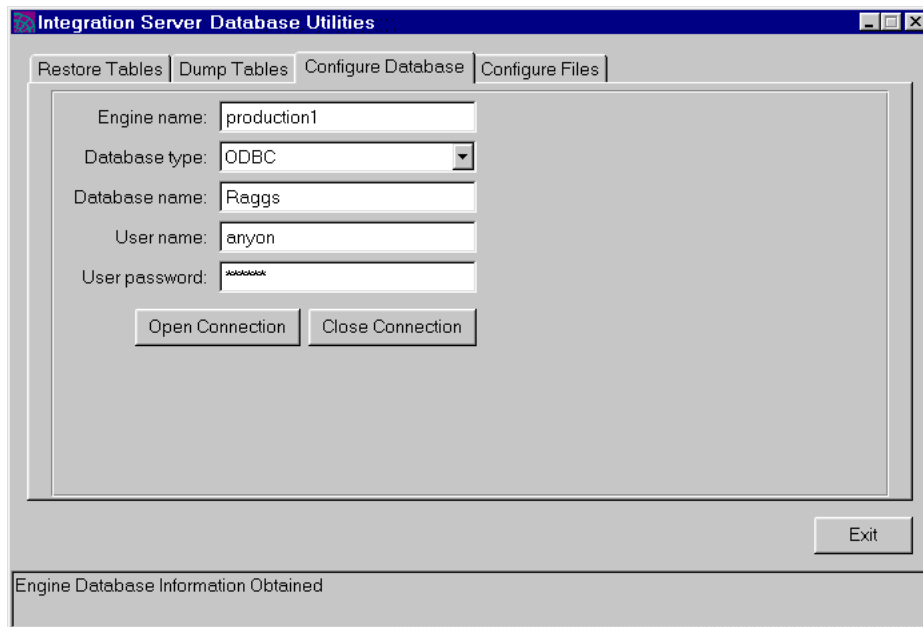 Integration Server Database Utilities
Restore Tables Dump Tables Configure Database Configure Files
Engine name: production1
Database type: ODBC
Database name: Raggs
User name: anyon
User password: *******
Open Connection Close Connection
Exit
Engine Database Information Obtained